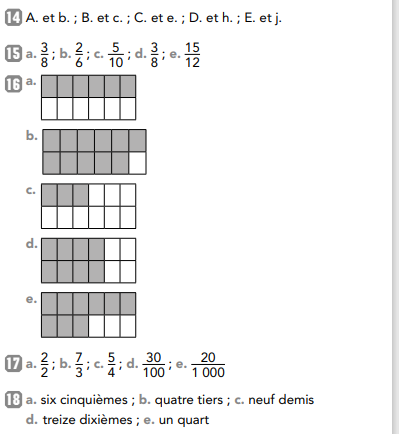 14 A. et b. ; B. et c. ; C. et e. ; D. et h. ; E. et j.
15 a. 3/8 ; b. 2/6 ; c. 5/10 ; d. 3/8 ; e. 15/12
16 a.
b.
c.
d.
e.
17 a. 2/2 ; b. 7/3 ; c. 5/4 ; d. 30/100 ; e. 20/1 000
18 a. six cinquièmes ; b. quatre tiers ; c. neuf demis
d. treize dixièmes ; e. un quart